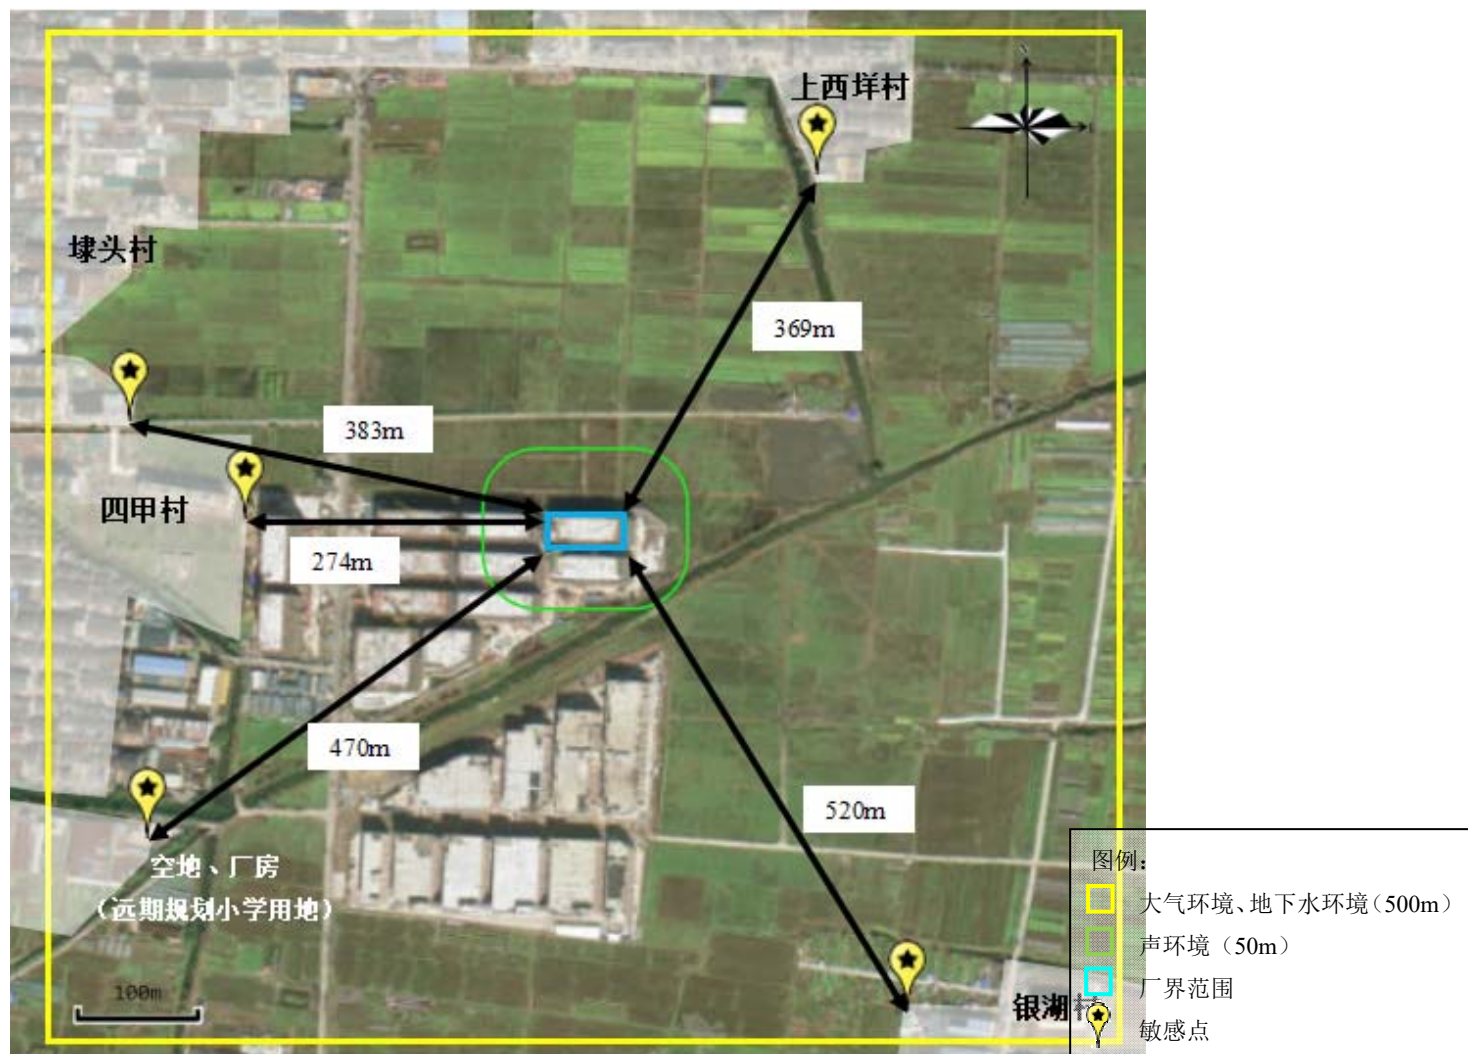 上西垟村
埭头村
369m
383m
四甲村
274m
470m
520m
空地、厂房
（远期规划小学用地）
100m
银湖村
图例：
大气环境、地下水环境（500m）
声环境（50m）
厂界范围
敏感点